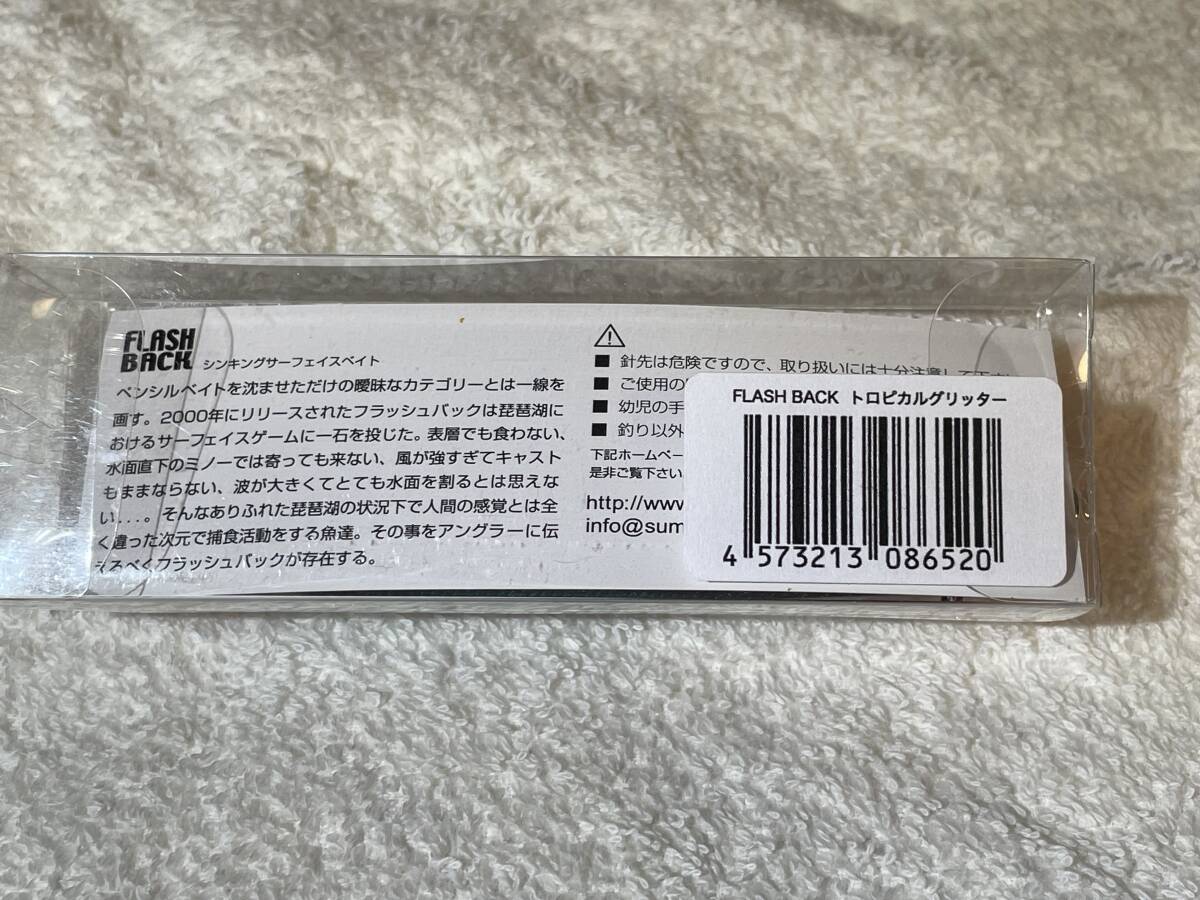 FLASH
BACK シンキングサーフェイスベイト
ペンシルベイトを沈ませただけの曖昧なカテゴリーとは一線を
画す。2000年にリリースされたフラッシュバックは琵琶湖に
おけるサーフェイスゲームに一石を投じた。表層でも食わない、
水面直下のミノーでは寄っても来ない、風が強すぎてキャスト
もままならない、波が大きくてとても水面を割るとは思えな
い....。そんなありふれた琵琶湖の状況下で人間の感覚とは全
く違った次元で捕食活動をする魚達。その事をアングラーに伝
えるべくフラッシュバックが存在する。
■ 針先は危険ですので、取り扱いには十分注意して下さい
■ ご使用の
■ 幼児の手
■ 釣り以外
下記ホームペー
是非ご覧下さい
http://www
info@sum
FLASH BACK トロピカルグリッター
4 573213 086520